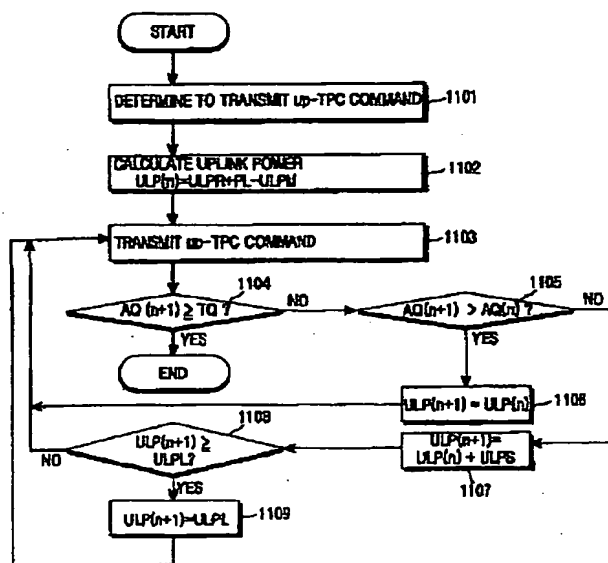 START
DETERMINE TO TRANSMIT up-TPC COMMAND
1101
CALCULATE UPLINK POWER
ULP(n)=ULPR+PL-ULPM
1102
TRANSMIT up-TPC COMMAND
1103
1104
AQ (n+1) ≥ TQ ?
NO
YES
END
1105
AQ(n+1) > AQ(n) ?
NO
YES
ULP(n+1) = ULP(n)
1106
ULP(n+1)=
ULP(n) + ULPS
1107
1108
ULP(n+1) ≥
ULPL?
NO
YES
ULP(n+1)=ULPL
1109